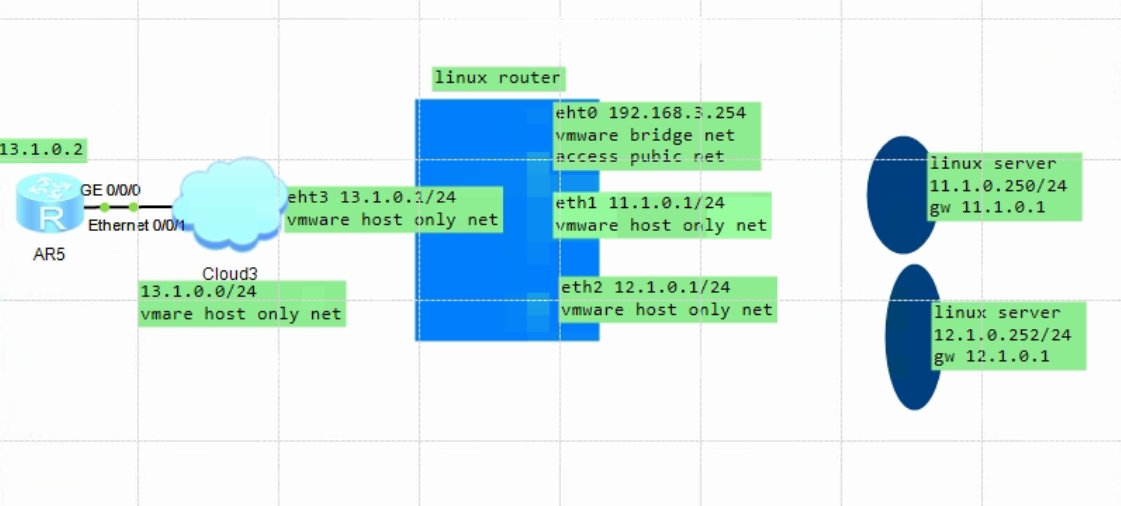 linux router
eht0 192.168.3.254
vmware bridge net
access pubic net
13.1.0.2
GE 0/0/0
Ethernet 0/0/1
R
AR5
eht3 13.1.0.1/24
vmware host only net
Cloud3
13.1.0.0/24
vmare host only net
eth1 11.1.0.1/24
vmware host only net
eth2 12.1.0.1/24
vmware host only net
linux server
11.1.0.250/24
gw 11.1.0.1
linux server
12.1.0.252/24
gw 12.1.0.1